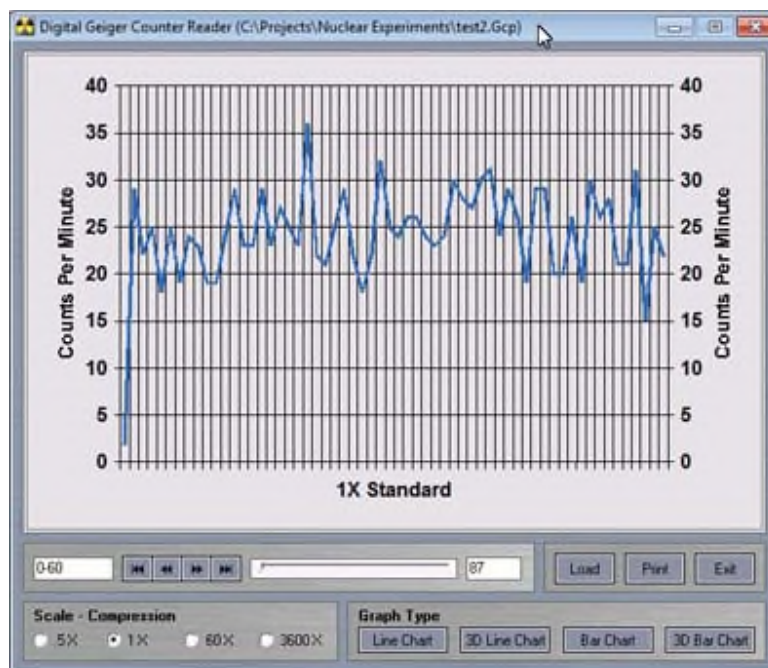 Digital Geiger Counter Reader (C:\Projects\Nuclear Experiments\test2.Gcp)
40
35
30
25
20
15
10
5
0
Counts Per Minute
40
35
30
25
20
15
10
5
0
Counts Per Minute
1X Standard
0-60
87
Load
Print
Exit
Scale - Compression
5X
1X
60X
3600X
Graph Type
Line Chart
3D Line Chart
Bar Chart
3D Bar Chart